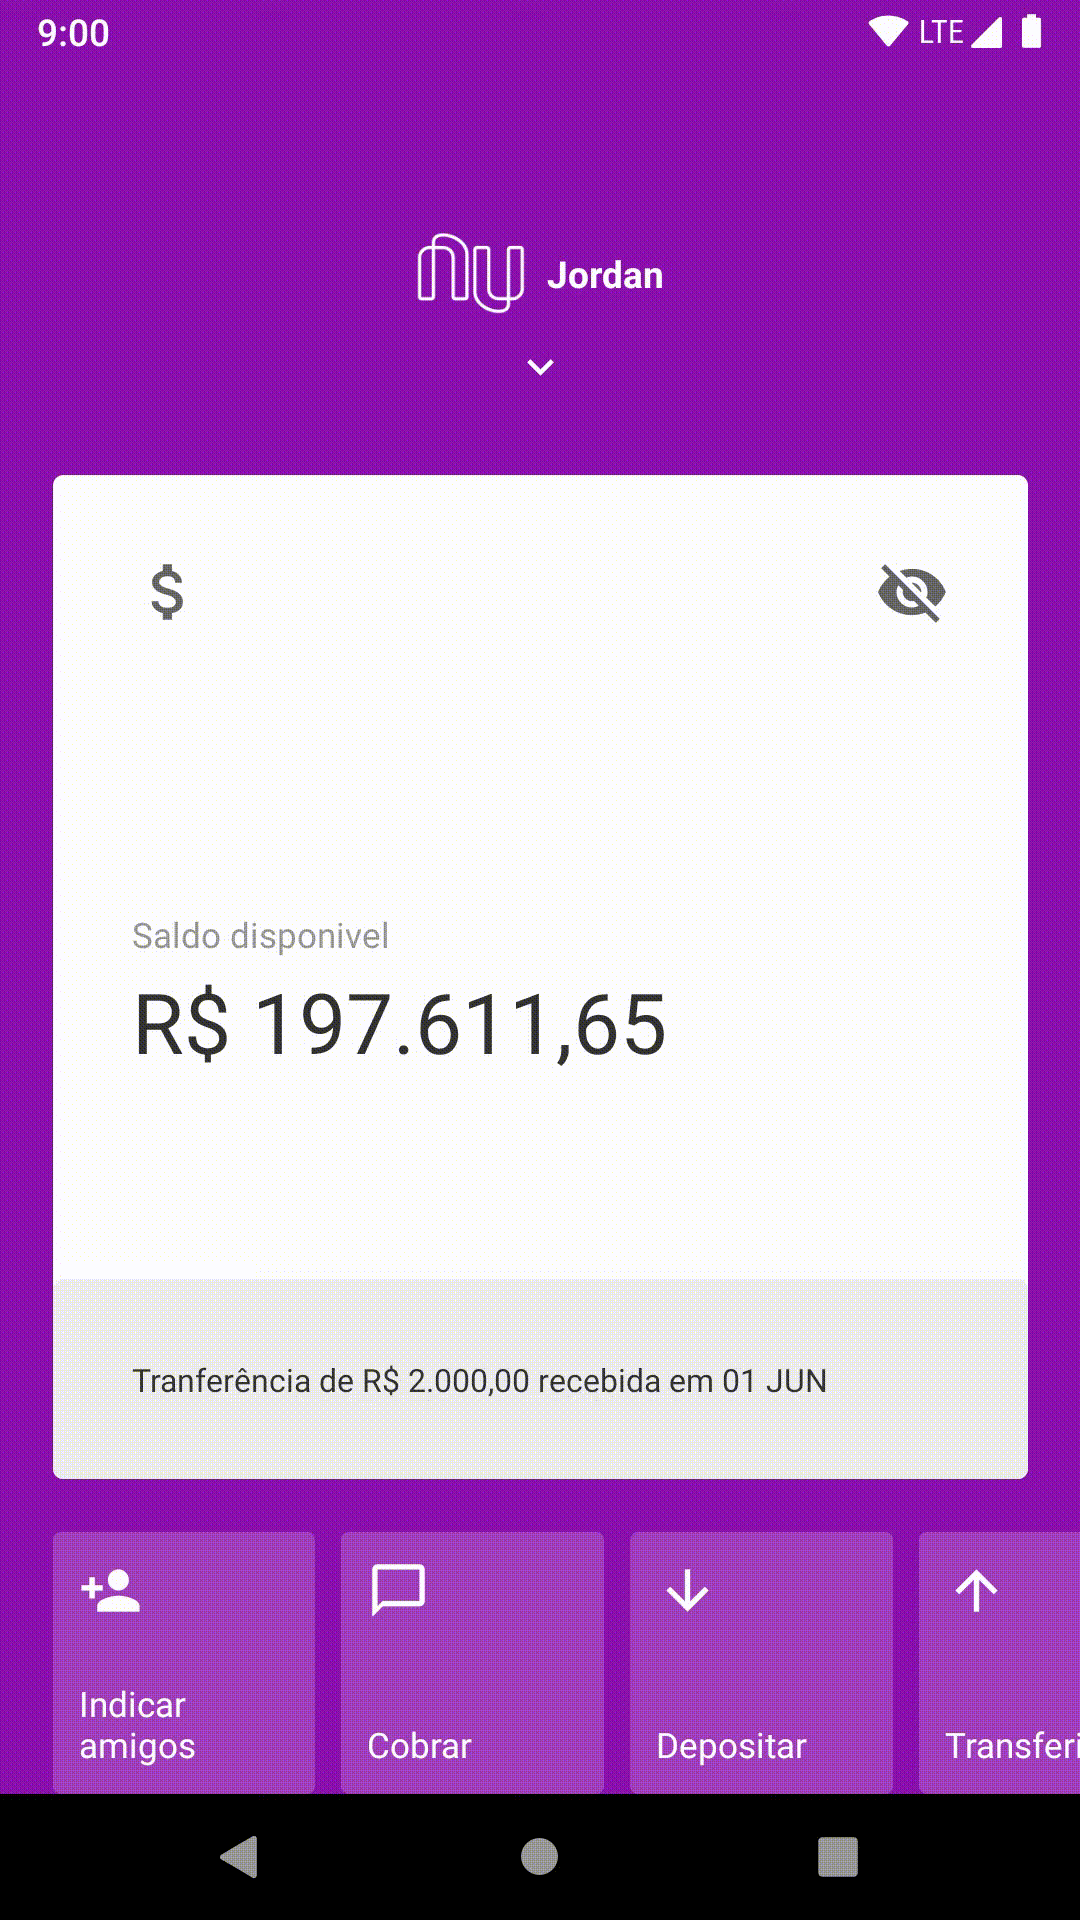 9:00 LTE
nu Jordan
$
Saldo disponivel
R$ 197.611,65
Tranferência de R$ 2.000,00 recebida em 01 JUN
Indicar
amigos
Cobrar
Depositar
Transferi